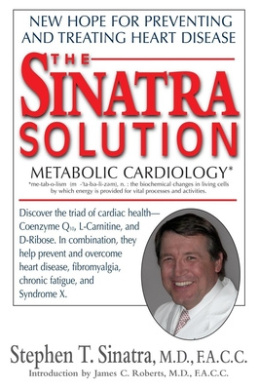 NEW HOPE FOR PREVENTING
AND TREATING HEART DISEASE
THE
SINATRA
SOLUTION
METABOLIC CARDIOLOGY*
*me·tab·o·lism (m -'ta-ba-li-zəm), n. : the biochemical changes in living cells
by which energy is provided for vital processes and activities.
Discover the triad of cardiac health—
Coenzyme Q10, L-Carnitine, and
D-Ribose. In combination, they
help prevent and overcome
heart disease, fibromyalgia,
chronic fatigue, and
Syndrome X.
Stephen T. Sinatra, M.D., F.A.C.C.
Introduction by James C. Roberts, M.D., F.A.C.C.